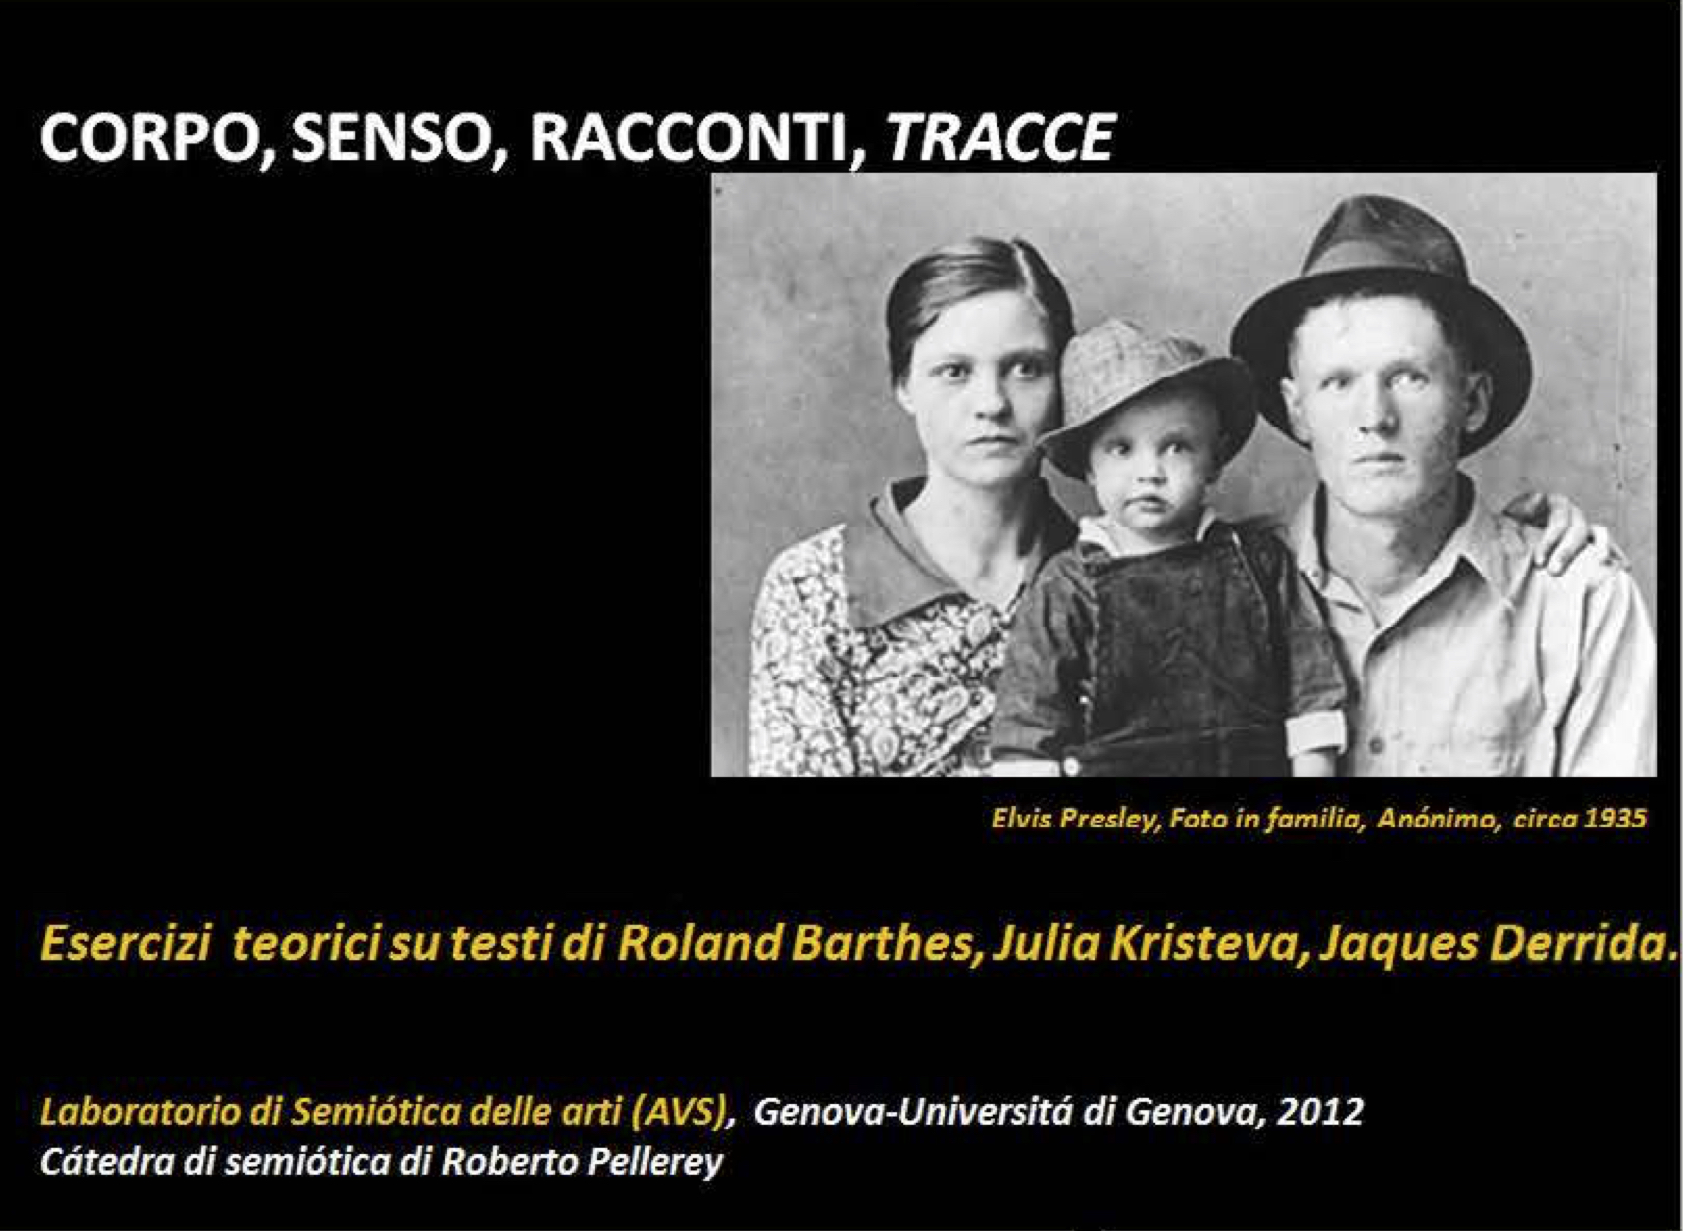 CORPO, SENSO, RACCONTI, TRACCE
Elvis Presley, Foto in familia, Anónimo, circa 1935
Esercizi teorici su testi di Roland Barthes, Julia Kristeva, Jaques Derrida.
Laboratorio di Semiótica delle arti (AVS), Genova-Universitá di Genova, 2012
Cátedra di semiótica di Roberto Pellerey